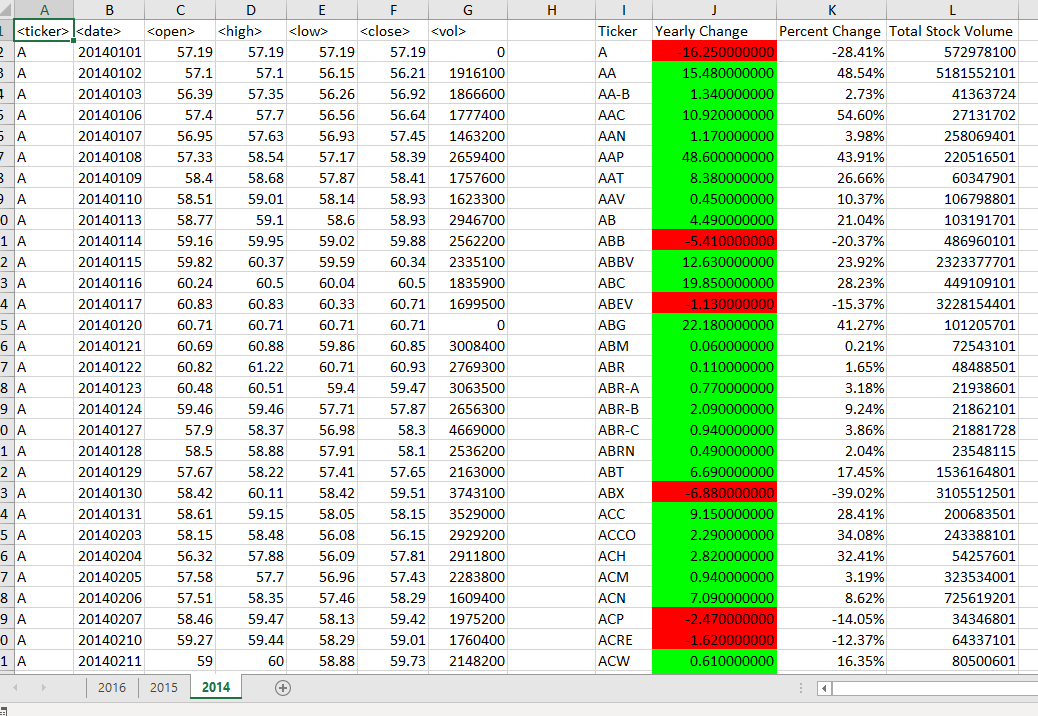 A B C D E F G H I J K L
<ticker> <date> <open> <high> <low> <close> <vol> Ticker Yearly Change Percent Change Total Stock Volume
2 A 20140101 57.19 57.19 57.19 57.19 0 A -16.250000000 -28.41% 572978100
3 A 20140102 57.1 57.1 56.15 56.21 1916100 AA 15.480000000 48.54% 5181552101
4 A 20140103 56.39 57.35 56.26 56.92 1866600 AA-B 1.340000000 2.73% 41363724
5 A 20140106 57.4 57.7 56.56 56.64 1777400 AAC 10.920000000 54.60% 27131702
6 A 20140107 56.95 57.63 56.93 57.45 1463200 AAN 1.170000000 3.98% 258069401
7 A 20140108 57.33 58.54 57.17 58.39 2659400 AAP 48.600000000 43.91% 220516501
8 A 20140109 58.4 58.68 57.87 58.41 1757600 AAT 8.380000000 26.66% 60347901
9 A 20140110 58.51 59.01 58.14 58.93 1623300 AAV 0.450000000 10.37% 106798801
0 A 20140113 58.77 59.1 58.6 58.93 2946700 AB 4.490000000 21.04% 103191701
1 A 20140114 59.16 59.95 59.02 59.88 2562200 ABB -5.410000000 -20.37% 486960101
2 A 20140115 59.82 60.37 59.59 60.34 2335100 ABBV 12.630000000 23.92% 2323377701
3 A 20140116 60.24 60.5 60.04 60.5 1835900 ABC 19.850000000 28.23% 449109101
4 A 20140117 60.83 60.83 60.33 60.71 1699500 ABEV -1.130000000 -15.37% 3228154401
5 A 20140120 60.71 60.71 60.71 60.71 0 ABG 22.180000000 41.27% 101205701
6 A 20140121 60.69 60.88 59.86 60.85 3008400 ABM 0.060000000 0.21% 72543101
7 A 20140122 60.82 61.22 60.71 60.93 2769300 ABR 0.110000000 1.65% 48488501
8 A 20140123 60.48 60.51 59.4 59.47 3063500 ABR-A 0.770000000 3.18% 21938601
9 A 20140124 59.46 59.46 57.71 57.87 2656300 ABR-B 2.090000000 9.24% 21862101
0 A 20140127 57.9 58.37 56.98 58.3 4669000 ABR-C 0.940000000 3.86% 21881728
1 A 20140128 58.5 58.88 57.91 58.1 2536200 ABRN 0.490000000 2.04% 23548115
2 A 20140129 57.67 58.22 57.41 57.65 2163000 ABT 6.690000000 17.45% 1536164801
3 A 20140130 58.42 60.11 58.42 59.51 3743100 ABX -6.880000000 -39.02% 3105512501
4 A 20140131 58.61 59.15 58.05 58.15 3529000 ACC 9.150000000 28.41% 200683501
5 A 20140203 58.15 58.48 56.08 56.15 2929200 ACCO 2.290000000 34.08% 243388101
6 A 20140204 56.32 57.88 56.09 57.81 2911800 ACH 2.820000000 32.41% 54257601
7 A 20140205 57.58 57.7 56.96 57.43 2283800 ACM 0.940000000 3.19% 323534001
8 A 20140206 57.51 58.35 57.46 58.29 1609400 ACN 7.090000000 8.62% 725619201
9 A 20140207 58.46 59.47 58.13 59.42 1975200 ACP -2.470000000 -14.05% 34346801
0 A 20140210 59.27 59.44 58.29 59.01 1760400 ACRE -1.620000000 -12.37% 64337101
1 A 20140211 59 60 58.88 59.73 2148200 ACW 0.610000000 16.35% 80500601
2016 2015 2014